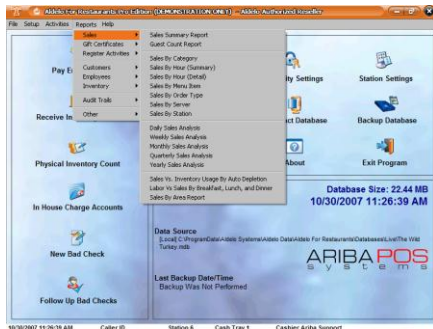 Aldelo For Restaurants Pro Edition (DEMONSTRATION ONLY) - Aldelo Authorized Reseller
File Setup Activities Reports Help
Sales
Gift Certificates
Register Activities
Customers
Employees
Inventory
Audit Trails
Other
Sales Summary Report
Guest Count Report
Sales By Category
Sales By Hour (Summary)
Sales By Hour (Detail)
Sales By Menu Item
Sales By Order Type
Sales By Server
Sales By Station
Daily Sales Analysis
Weekly Sales Analysis
Monthly Sales Analysis
Quarterly Sales Analysis
Yearly Sales Analysis
Sales Vs. Inventory Usage By Auto Depletion
Labor Vs Sales By Breakfast, Lunch, and Dinner
Sales By Area Report
Pay E
ity Settings
Station Settings
Receive In
ct Database
Backup Database
Physical Inventory Count
About
Exit Program
In House Charge Accounts
Database Size: 22.44 MB
10/30/2007 11:26:39 AM
New Bad Check
Data Source
[Local] C:\ProgramData\Aldelo Systems\Aldelo Data\Aldelo For Restaurants\Databases\Live\The Wild
Turkey.mdb
ARIBA POS
systems
Last Backup Date/Time
Backup Was Not Performed
Follow Up Bad Checks
10/30/2007 11:26:39 AM Caller ID Station 6 Cash Tray 1 Cashier Ariba Support